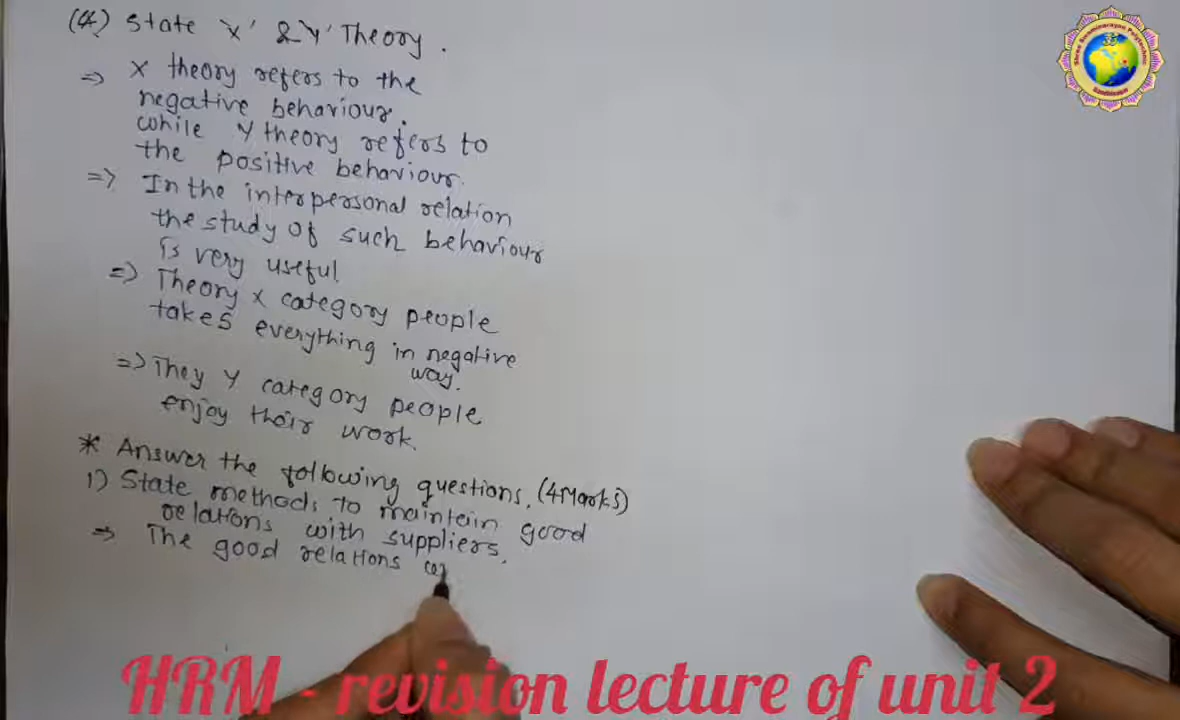 (4) State 'X' & 'Y' Theory.
=> X theory refers to the
negative behaviour.
while Y theory refers to
the positive behaviour.
=> In the interpersonal relation
the study of such behaviour
is very useful.
=> Theory X category people
takes everything in negative
way.
=> They Y category people
enjoy their work.
* Answer the following questions. (4 Marks)
1) State methods to maintain good
relations with suppliers.
=> The good relations
HRM - revision lecture of unit 2